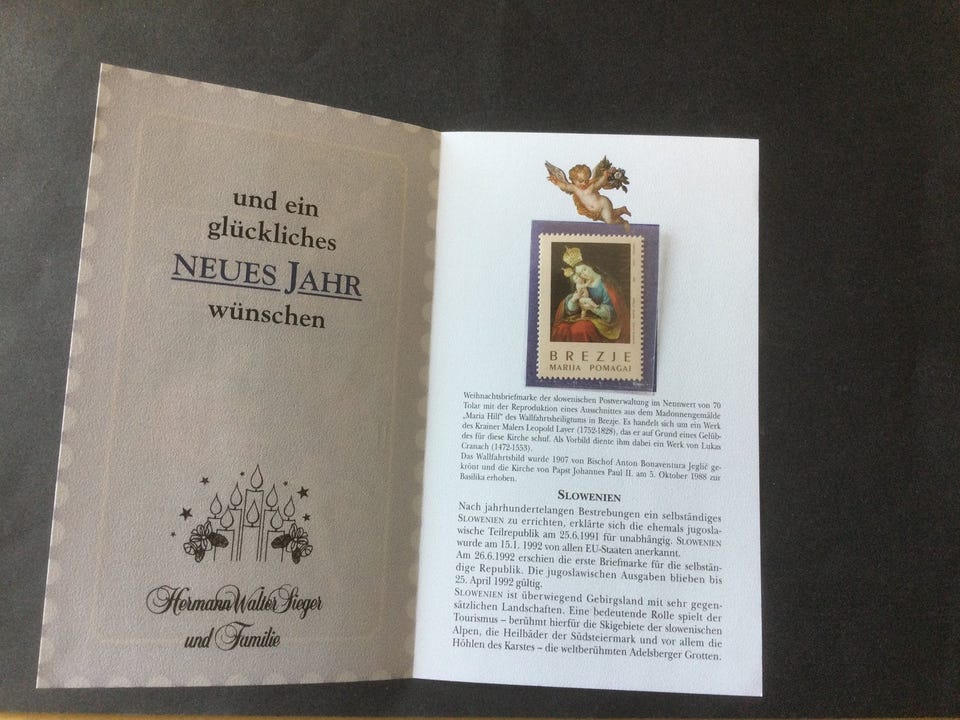 und ein
glückliches
NEUES JAHR
wünschen
Hermann Walter Sieger
und Familie
BREZJE
MARIJA POMAGAJ
Weihnachtsbriefmarke der slowenischen Postverwaltung im Nennwert von 70
Tolar mit der Reproduktion eines Ausschnittes aus dem Madonnengemälde
„Maria Hilf" des Wallfahrtsheiligtums in Brezje. Es handelt sich um ein Werk
des Krainer Malers Leopold Layer (1752-1828), das er auf Grund eines Gelüb-
des für diese Kirche schuf. Als Vorbild diente ihm dabei ein Werk von Lukas
Cranach (1472-1553).
Das Wallfahrtsbild wurde 1907 von Bischof Anton Bonaventura Jeglič ge-
krönt und die Kirche von Papst Johannes Paul II. am 5. Oktober 1988 zur
Basilika erhoben.
SLOWENIEN
Nach jahrhundertelangen Bestrebungen ein selbständiges
SLOWENIEN zu errichten, erklärte sich die ehemals jugosla-
wische Teilrepublik am 25.6.1991 für unabhängig. SLOWENIEN
wurde am 15.1. 1992 von allen EU-Staaten anerkannt.
Am 26.6.1992 erschien die erste Briefmarke für die selbstän-
dige Republik. Die jugoslawischen Ausgaben blieben bis
25. April 1992 gültig.
SLOWENIEN ist überwiegend Gebirgsland mit sehr gegen-
sätzlichen Landschaften. Eine bedeutende Rolle spielt der
Tourismus – berühmt hierfür die Skigebiete der slowenischen
Alpen, die Heilbäder der Südsteiermark und vor allem die
Höhlen des Karstes – die weltberühmten Adelsberger Grotten.